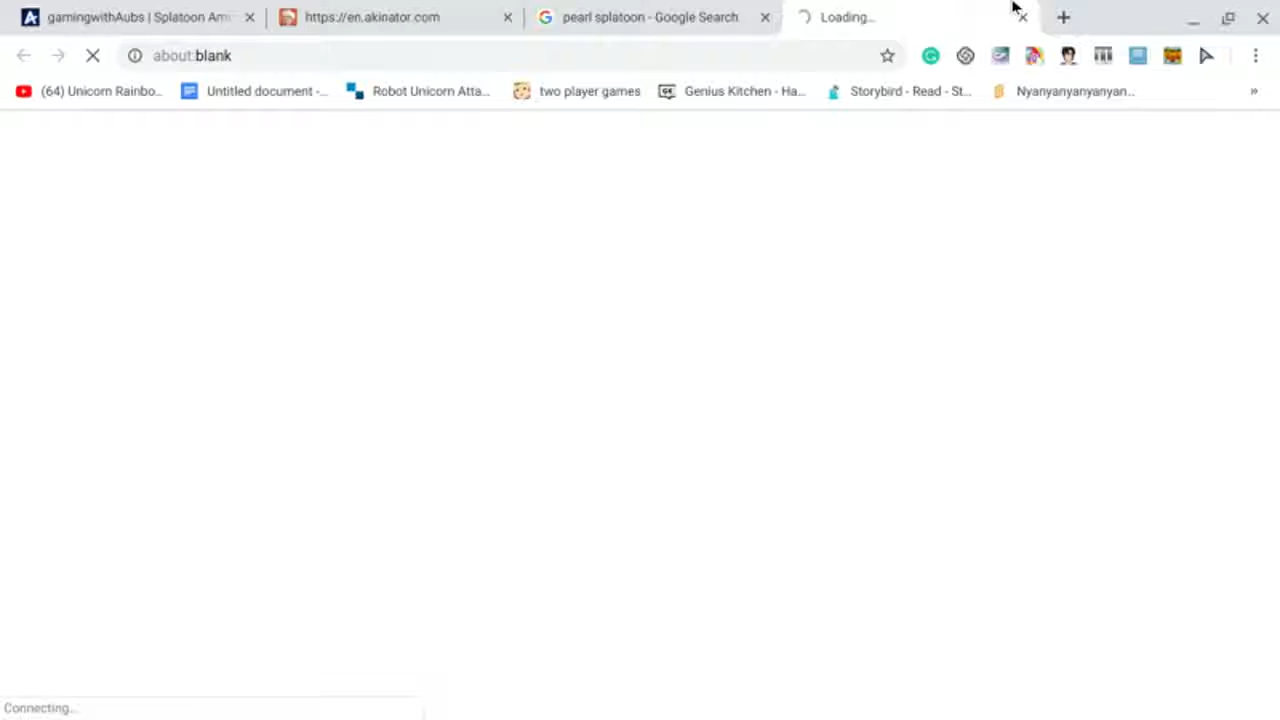 gamingwithAubs | Splatoon Am
https://en.akinator.com
pearl splatoon - Google Search
Loading...
about:blank
(64) Unicorn Rainbo...
Untitled document -...
Robot Unicorn Atta...
two player games
Genius Kitchen - Ha...
Storybird - Read - St...
Nyanyanyanyanyan...
Connecting...